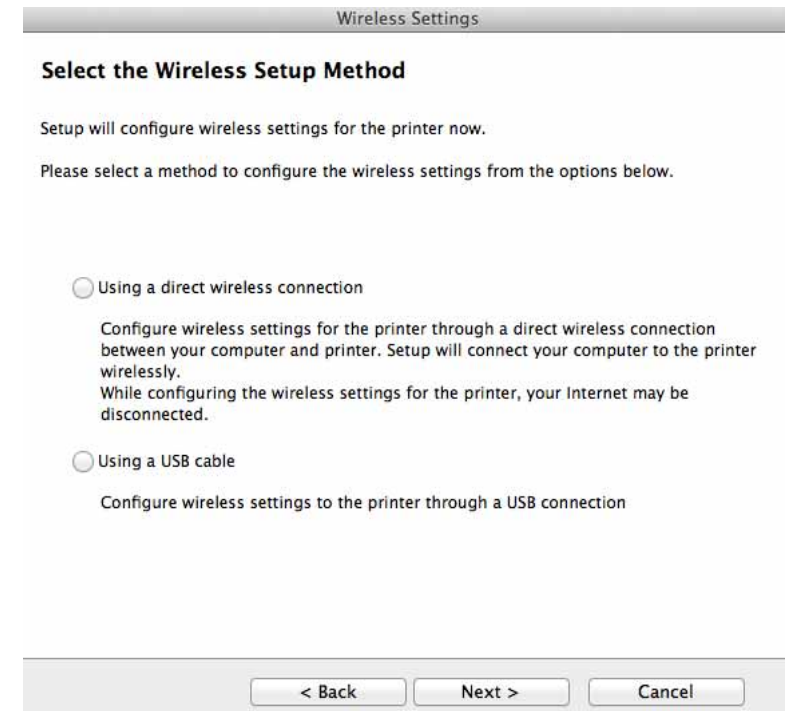 Wireless Settings
Select the Wireless Setup Method
Setup will configure wireless settings for the printer now.
Please select a method to configure the wireless settings from the options below.
Using a direct wireless connection
Configure wireless settings for the printer through a direct wireless connection
between your computer and printer. Setup will connect your computer to the printer
wirelessly.
While configuring the wireless settings for the printer, your Internet may be
disconnected.
Using a USB cable
Configure wireless settings to the printer through a USB connection
< Back Next > Cancel